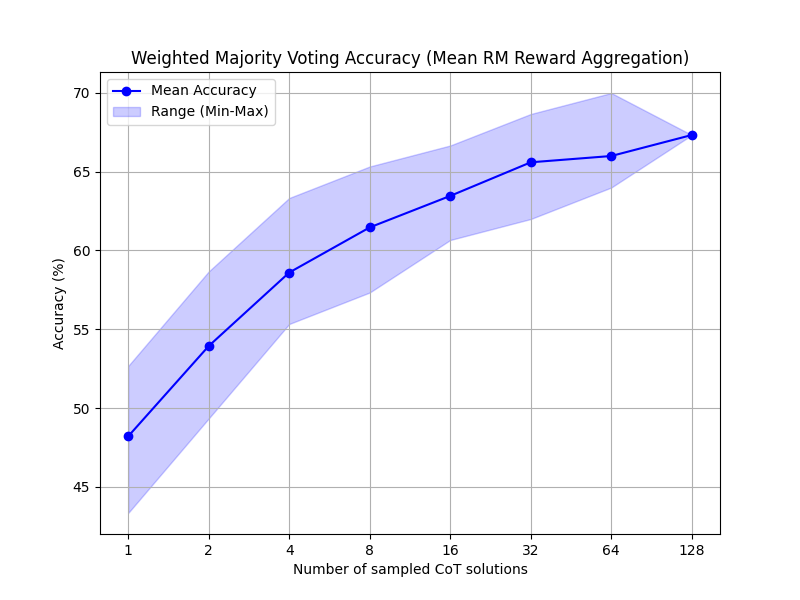 Weighted Majority Voting Accuracy (Mean RM Reward Aggregation)
Mean Accuracy
Range (Min-Max)
Accuracy (%)
70
65
60
55
50
45
1 2 4 8 16 32 64 128
Number of sampled CoT solutions